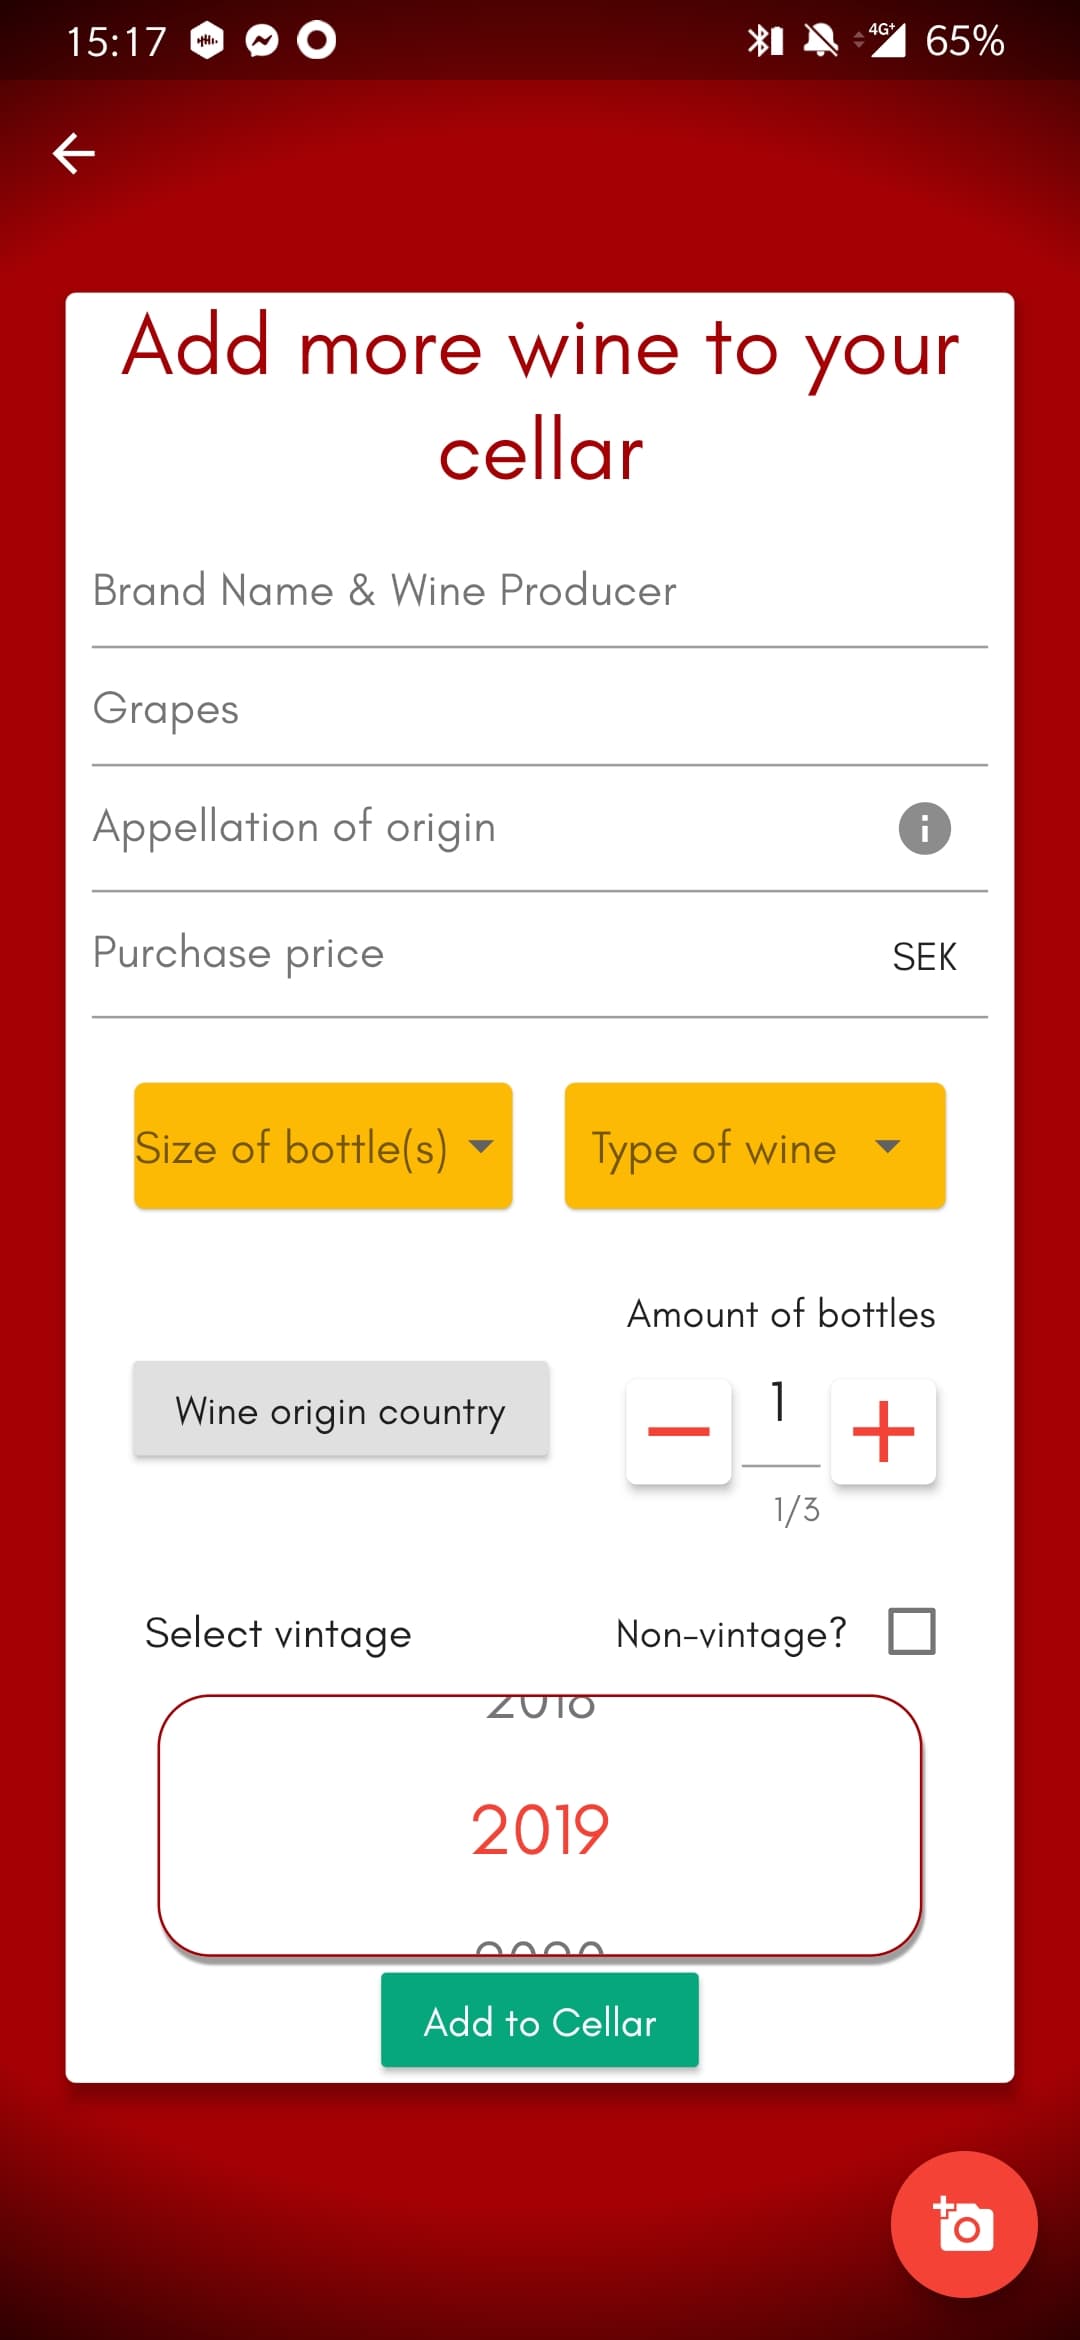 15:17 4G+ 65%
Add more wine to your
cellar
Brand Name & Wine Producer
Grapes
Appellation of origin
Purchase price SEK
Size of bottle(s) Type of wine
Amount of bottles
Wine origin country 1
1/3
Select vintage Non-vintage?
2018
2019
2020
Add to Cellar